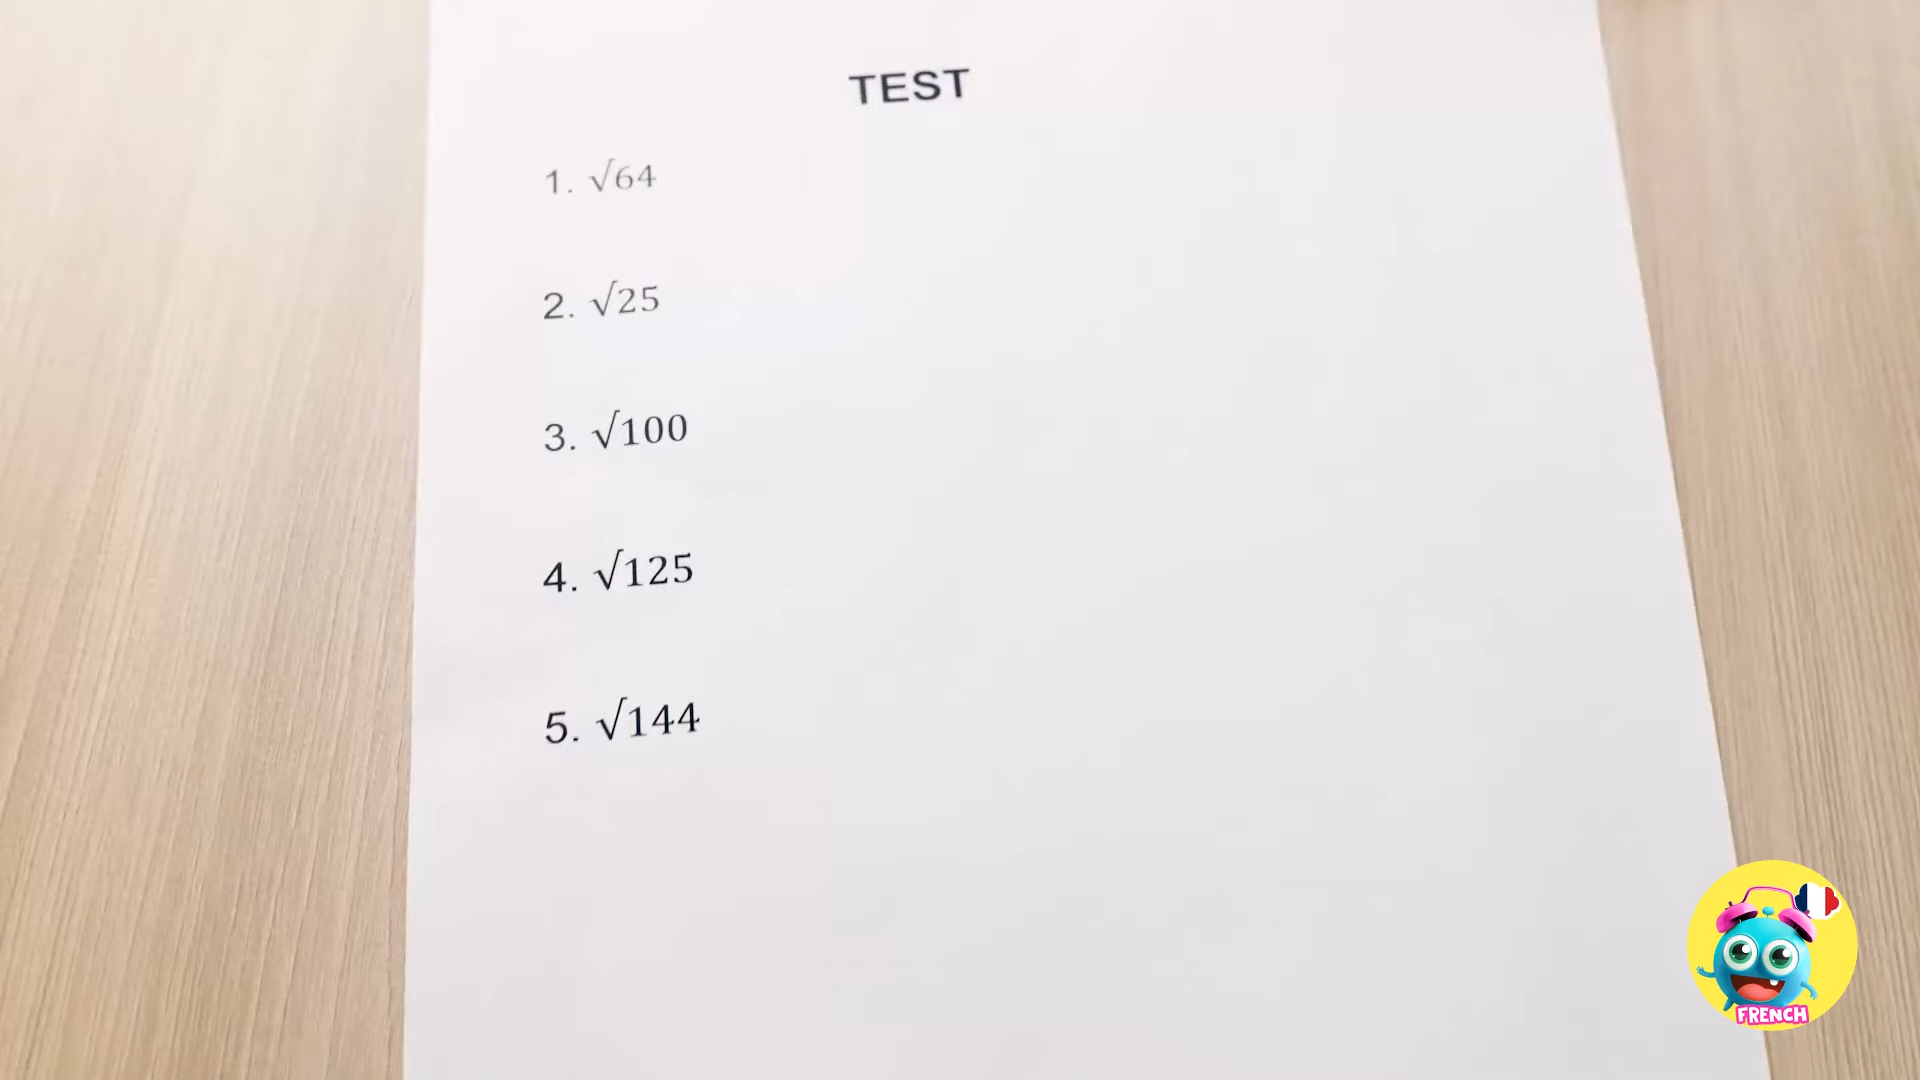 TEST
1. √64
2. √25
3. √100
4. √125
5. √144
FRENCH